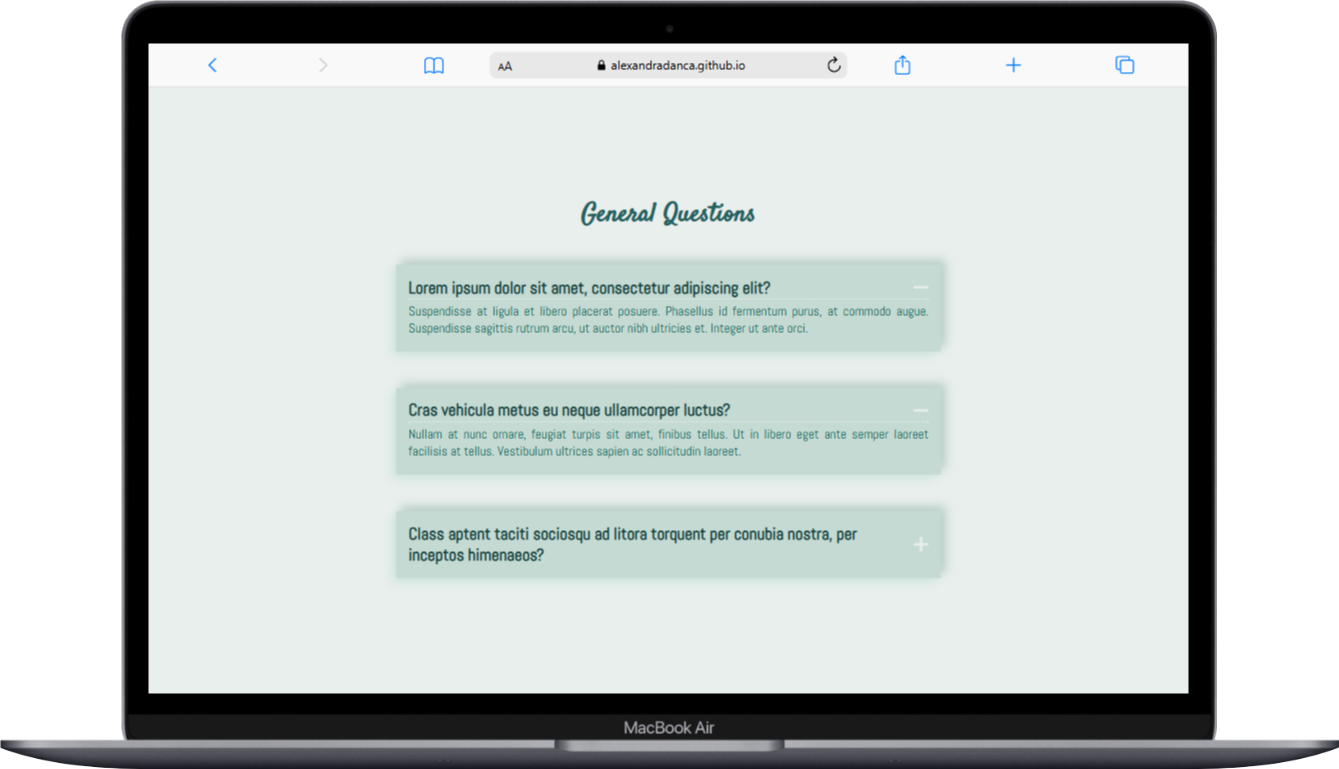 AA
alexandradanca.github.io
General Questions
Lorem ipsum dolor sit amet, consectetur adipiscing elit?
Suspendisse at ligula et libero placerat posuere. Phasellus id fermentum purus, at commodo augue.
Suspendisse sagittis rutrum arcu, ut auctor nibh ultricies et. Integer ut ante orci.
Cras vehicula metus eu neque ullamcorper luctus?
Nullam at nunc ornare, feugiat turpis sit amet, finibus tellus. Ut in libero eget ante semper laoreet
facilisis at tellus. Vestibulum ultrices sapien ac sollicitudin laoreet.
Class aptent taciti sociosqu ad litora torquent per conubia nostra, per
inceptos himenaeos?
MacBook Air